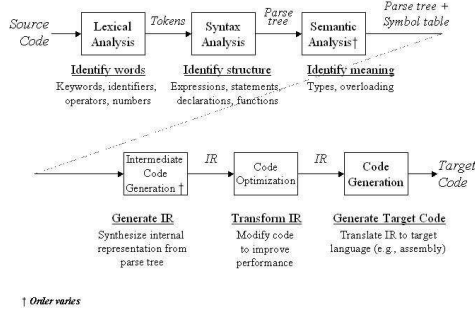 Source
Code
Lexical
Analysis
Tokens
Syntax
Analysis
Parse
tree
Semantic
Analysis†
Parse tree +
Symbol table
Identify words
Keywords, identifiers,
operators, numbers
Identify structure
Expressions, statements,
declarations, functions
Identify meaning
Types, overloading
Intermediate
Code
Generation †
IR
Code
Optimization
IR
Code
Generation
Target
Code
Generate IR
Synthesize internal
representation from
parse tree
Transform IR
Modify code
to improve
performance
Generate Target Code
Translate IR to target
language (e.g., assembly)
† Order varies